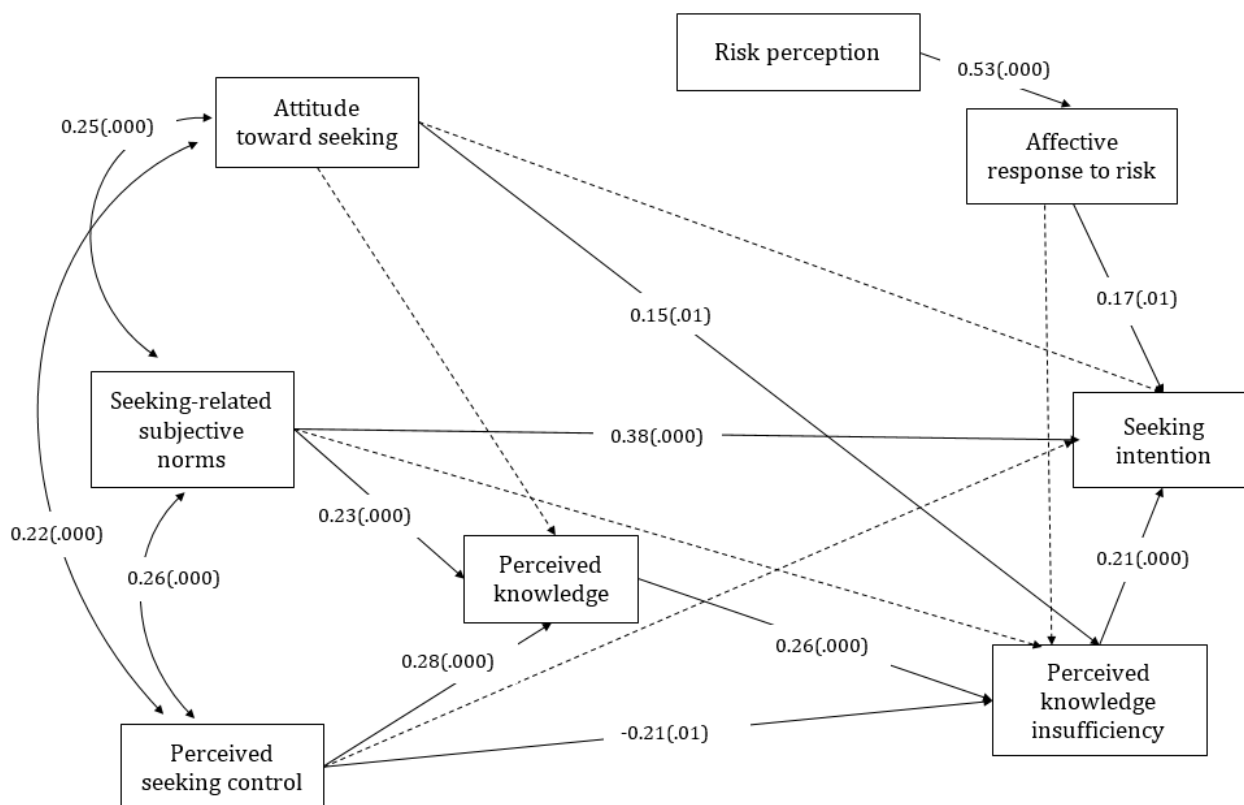 Risk perception
0.53(.000)
Attitude
toward seeking
0.25(.000)
Affective
response to risk
0.15(.01)
0.17(.01)
Seeking-related
subjective
norms
0.38(.000)
Seeking
intention
0.23(.000)
0.22(.000)
0.26(.000)
Perceived
knowledge
0.21(.000)
0.28(.000)
0.26(.000)
Perceived
knowledge
insufficiency
-0.21(.01)
Perceived
seeking control